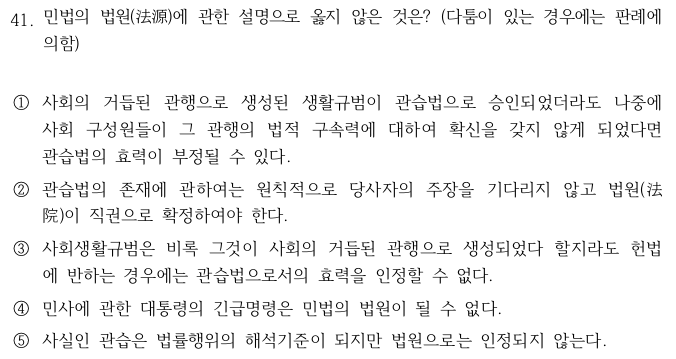 41. 민법의 법원(法源)에 관한 설명으로 옳지 않은 것은? (다툼이 있는 경우에는 판례에
의함)
① 사회의 거듭된 관행으로 생성된 생활규범이 관습법으로 승인되었더라도 나중에
사회 구성원들이 그 관행의 법적 구속력에 대하여 확신을 갖지 않게 되었다면
관습법의 효력이 부정될 수 있다.
② 관습법의 존재에 관하여는 원칙적으로 당사자의 주장을 기다리지 않고 법원(法
院)이 직권으로 확정하여야 한다.
③ 사회생활규범은 비록 그것이 사회의 거듭된 관행으로 생성되었다 할지라도 헌법
에 반하는 경우에는 관습법으로서의 효력을 인정할 수 없다.
④ 민사에 관한 대통령의 긴급명령은 민법의 법원이 될 수 없다.
⑤ 사실인 관습은 법률행위의 해석기준이 되지만 법원으로는 인정되지 않는다.